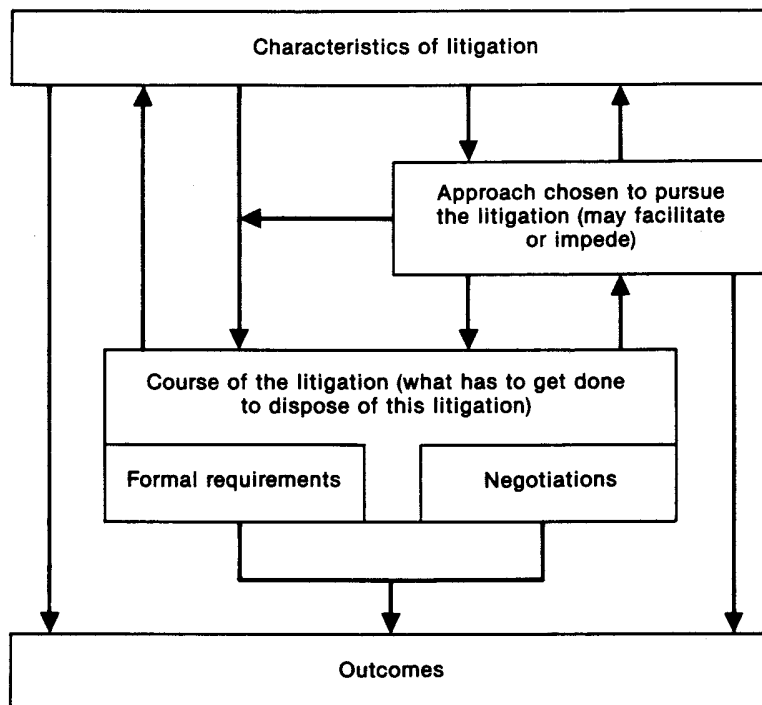 Characteristics of litigation
Approach chosen to pursue
the litigation (may facilitate
or impede)
Course of the litigation (what has to get done
to dispose of this litigation)
Formal requirements
Negotiations
Outcomes